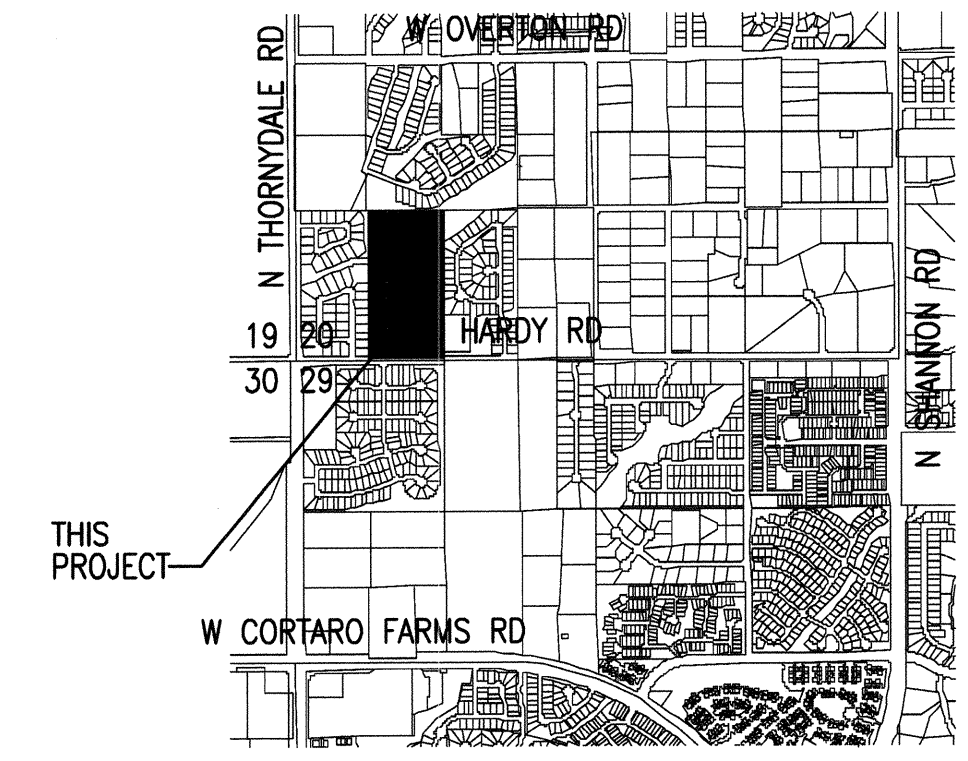 W OVERTON RD
N THORNYDALE RD
HARDY RD
19 20
30 29
N SHANNON RD
THIS
PROJECT
W CORTARO FARMS RD